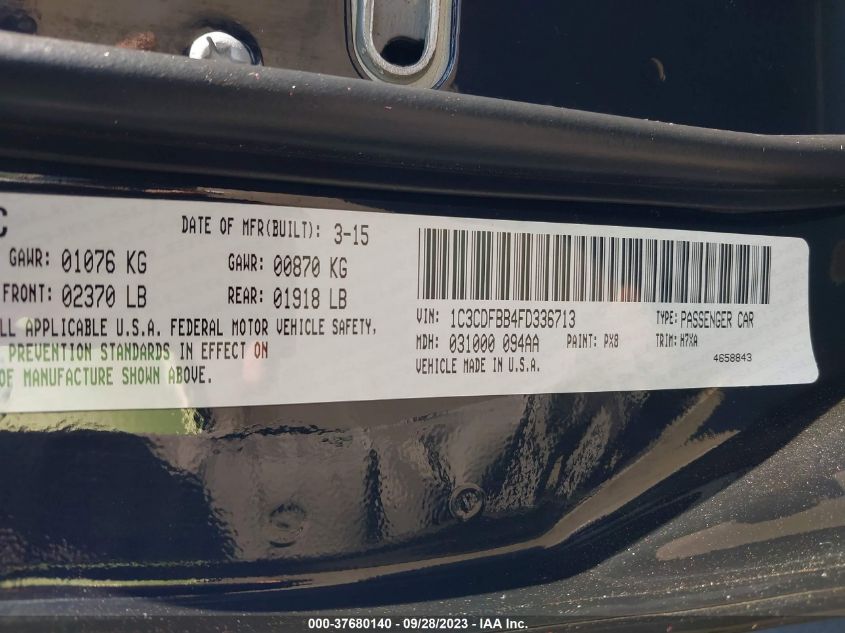 C
DATE OF MFR(BUILT): 3-15
GAWR: 01076 KG GAWR: 00870 KG
FRONT: 02370 LB REAR: 01918 LB
ALL APPLICABLE U.S.A. FEDERAL MOTOR VEHICLE SAFETY,
PREVENTION STANDARDS IN EFFECT ON
OF MANUFACTURE SHOWN ABOVE.
VIN: 1C3CDFBB4FD336713 TYPE: PASSENGER CAR
MDH: 031000 094AA PAINT: PX8 TRIM: H7XA
VEHICLE MADE IN U.S.A. 4658843
000-37680140 / 09/28/2023 / © IAA Inc.